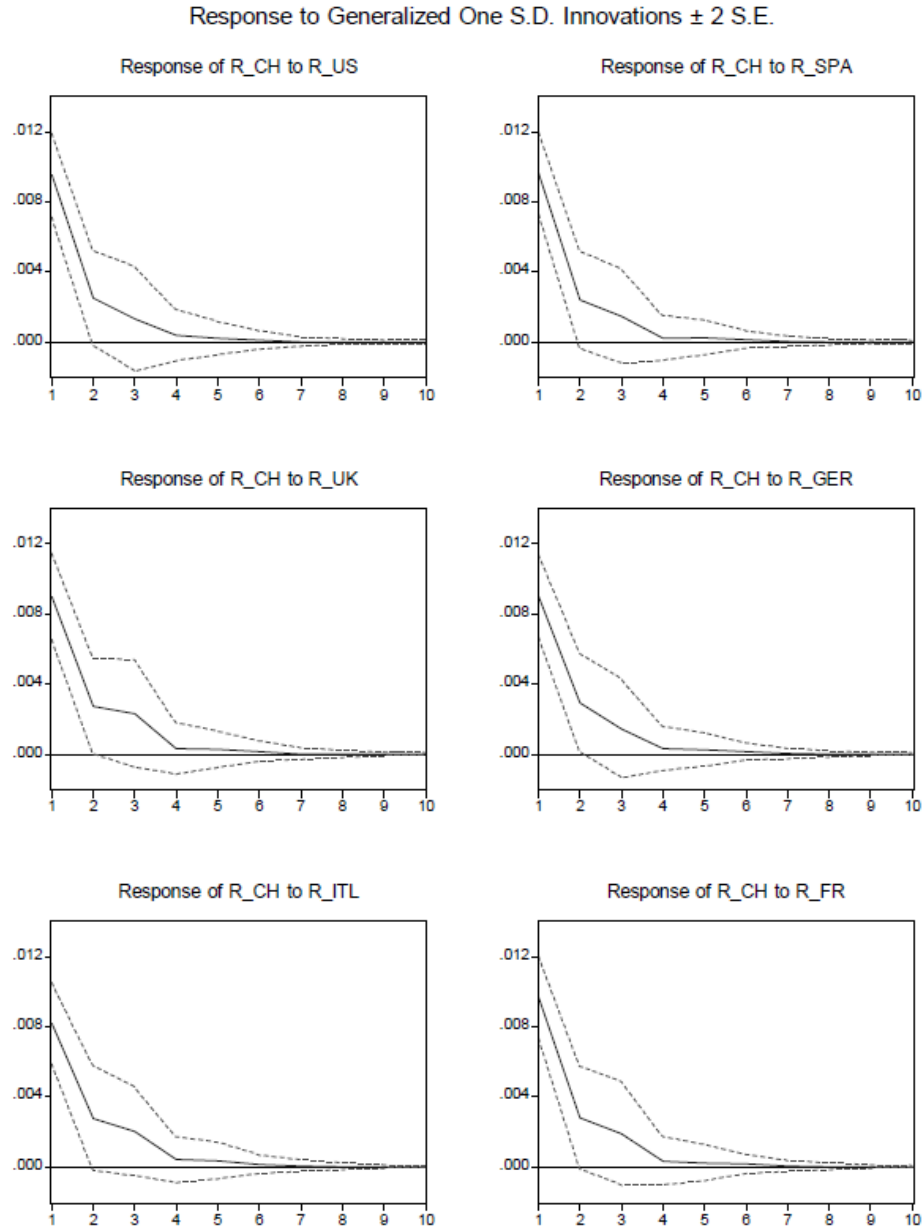 Response to Generalized One S.D. Innovations ± 2 S.E.
Response of R_CH to R_US
.012
.008
.004
.000
1 2 3 4 5 6 7 8 9 10
Response of R_CH to R_SPA
.012
.008
.004
.000
1 2 3 4 5 6 7 8 9 10
Response of R_CH to R_UK
.012
.008
.004
.000
1 2 3 4 5 6 7 8 9 10
Response of R_CH to R_GER
.012
.008
.004
.000
1 2 3 4 5 6 7 8 9 10
Response of R_CH to R_ITL
.012
.008
.004
.000
1 2 3 4 5 6 7 8 9 10
Response of R_CH to R_FR
.012
.008
.004
.000
1 2 3 4 5 6 7 8 9 10